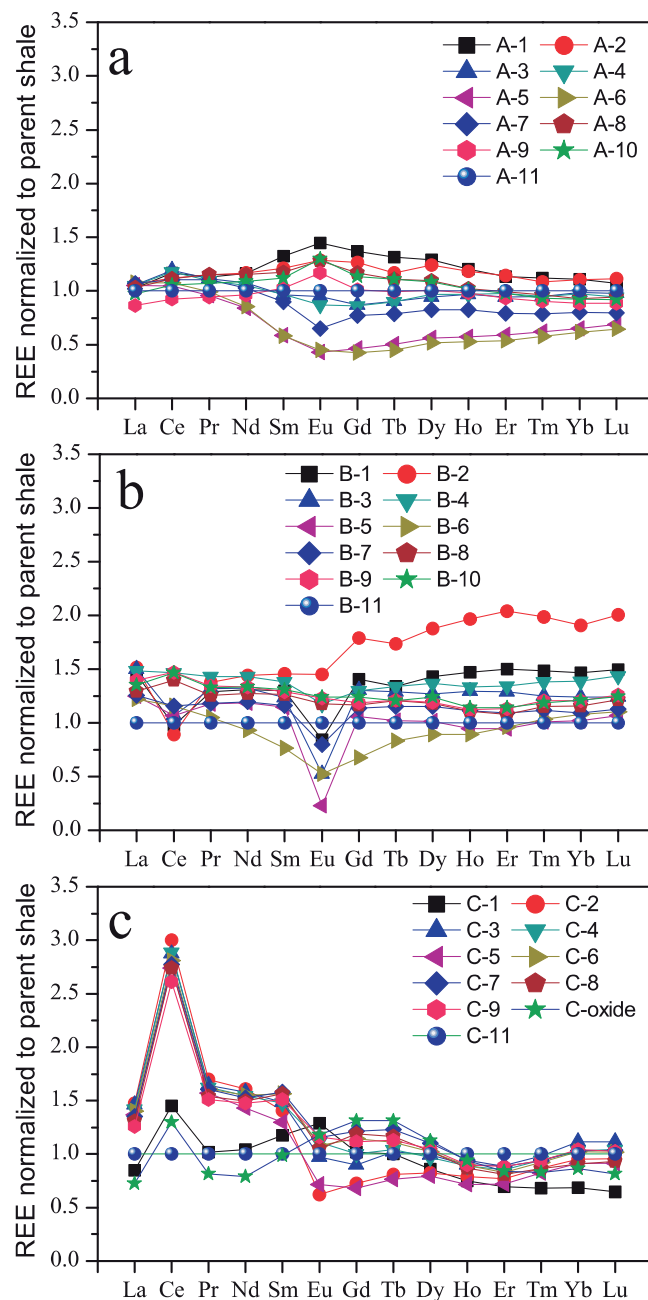 a
REE normalized to parent shale
3.5
3.0
2.5
2.0
1.5
1.0
0.5
0.0
A-1 A-2
A-3 A-4
A-5 A-6
A-7 A-8
A-9 A-10
A-11
La Ce Pr Nd Sm Eu Gd Tb Dy Ho Er Tm Yb Lu
b
REE normalized to parent shale
3.5
3.0
2.5
2.0
1.5
1.0
0.5
0.0
B-1 B-2
B-3 B-4
B-5 B-6
B-7 B-8
B-9 B-10
B-11
La Ce Pr Nd Sm Eu Gd Tb Dy Ho Er Tm Yb Lu
c
REE normalized to parent shale
3.5
3.0
2.5
2.0
1.5
1.0
0.5
0.0
C-1 C-2
C-3 C-4
C-5 C-6
C-7 C-8
C-9 C-oxide
C-11
La Ce Pr Nd Sm Eu Gd Tb Dy Ho Er Tm Yb Lu